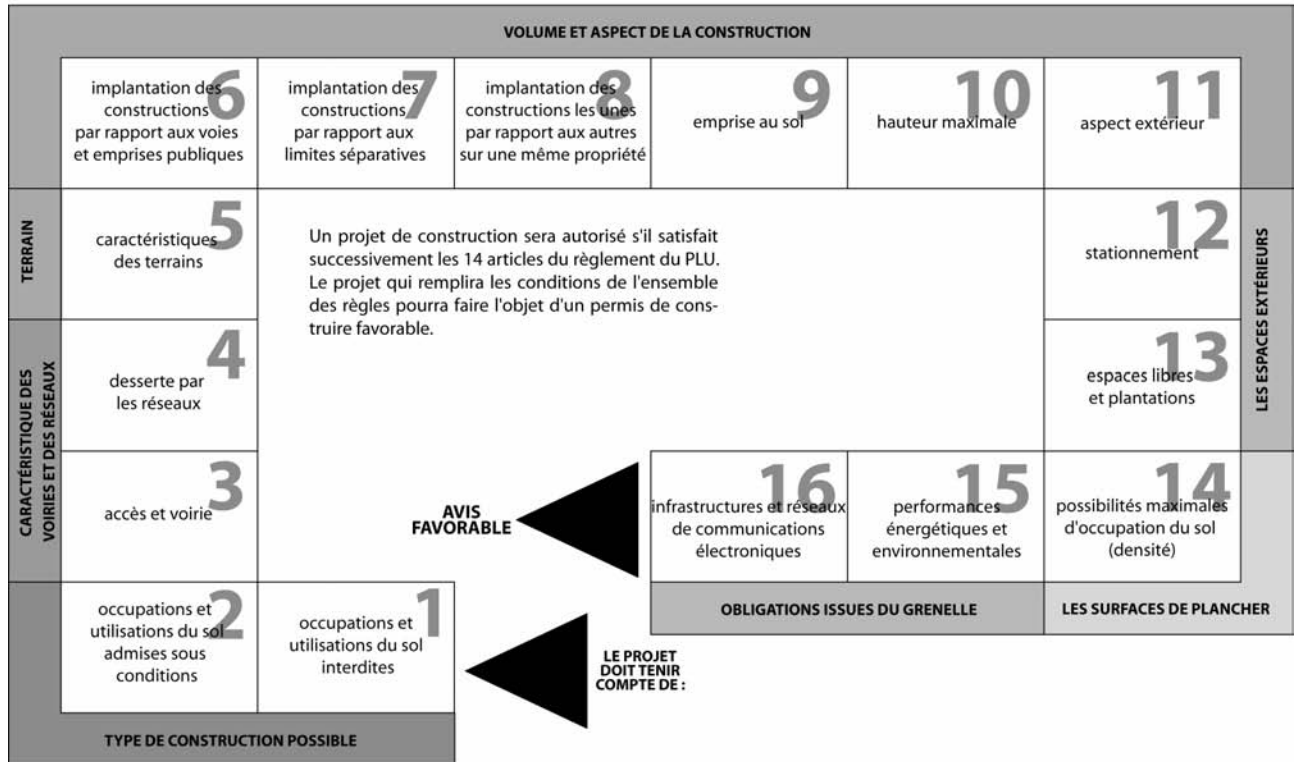 VOLUME ET ASPECT DE LA CONSTRUCTION
6
implantation des
constructions
par rapport aux voies
et emprises publiques
7
implantation des
constructions
par rapport aux
limites séparatives
8
implantation des
constructions les unes
par rapport aux autres
sur une même propriété
9
emprise au sol
10
hauteur maximale
11
aspect extérieur
TERRAIN
5
caractéristiques
des terrains
Un projet de construction sera autorisé s'il satisfait
successivement les 14 articles du règlement du PLU.
Le projet qui remplira les conditions de l'ensemble
des règles pourra faire l'objet d'un permis de cons-
truire favorable.
12
stationnement
LES ESPACES EXTÉRIEURS
CARACTÉRISTIQUE DES
VOIRIES ET DES RÉSEAUX
4
desserte par
les réseaux
13
espaces libres
et plantations
3
accès et voirie
AVIS
FAVORABLE
16
infrastructures et réseaux
de communications
électroniques
15
performances
énergétiques et
environnementales
14
possibilités maximales
d'occupation du sol
(densité)
OBLIGATIONS ISSUES DU GRENELLE
LES SURFACES DE PLANCHER
2
occupations et
utilisations du sol
admises sous
conditions
1
occupations et
utilisations du sol
interdites
LE PROJET
DOIT TENIR
COMPTE DE :
TYPE DE CONSTRUCTION POSSIBLE